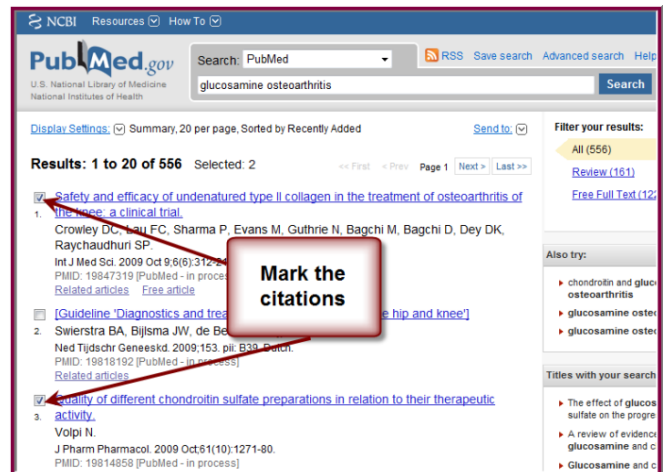 NCBI Resources How To
PubMed.gov
U.S. National Library of Medicine
National Institutes of Health
Search: PubMed
RSS Save search Advanced search Help
glucosamine osteoarthritis
Search
Display Settings: Summary, 20 per page, Sorted by Recently Added
Send to:
Results: 1 to 20 of 556 Selected: 2
<< First < Prev Page 1 Next > Last >>
1. Safety and efficacy of undenatured type II collagen in the treatment of osteoarthritis of
the knee: a clinical trial.
Crowley DC, Lau FC, Sharma P, Evans M, Guthrie N, Bagchi M, Bagchi D, Dey DK,
Raychaudhuri SP.
Int J Med Sci. 2009 Oct 9;6(6):312-2
PMID: 19847319 [PubMed - in process]
Related articles Free article
2. [Guideline 'Diagnostics and trea e hip and knee']
Swierstra BA, Bijlsma JW, de Be
Ned Tijdschr Geneeskd. 2009;153. pii: B39. Dutch.
PMID: 19818192 [PubMed - in process]
Related articles
3. Quality of different chondroitin sulfate preparations in relation to their therapeutic
activity.
Volpi N.
J Pharm Pharmacol. 2009 Oct;61(10):1271-80.
PMID: 19814858 [PubMed - in process]
Mark the
citations
Filter your results:
All (556)
Review (161)
Free Full Text (122
Also try:
chondroitin and gluco
osteoarthritis
glucosamine osteo
glucosamine osteo
Titles with your search
The effect of glucos
sulfate on the progre
A review of evidence
glucosamine and c
Glucosamine and c